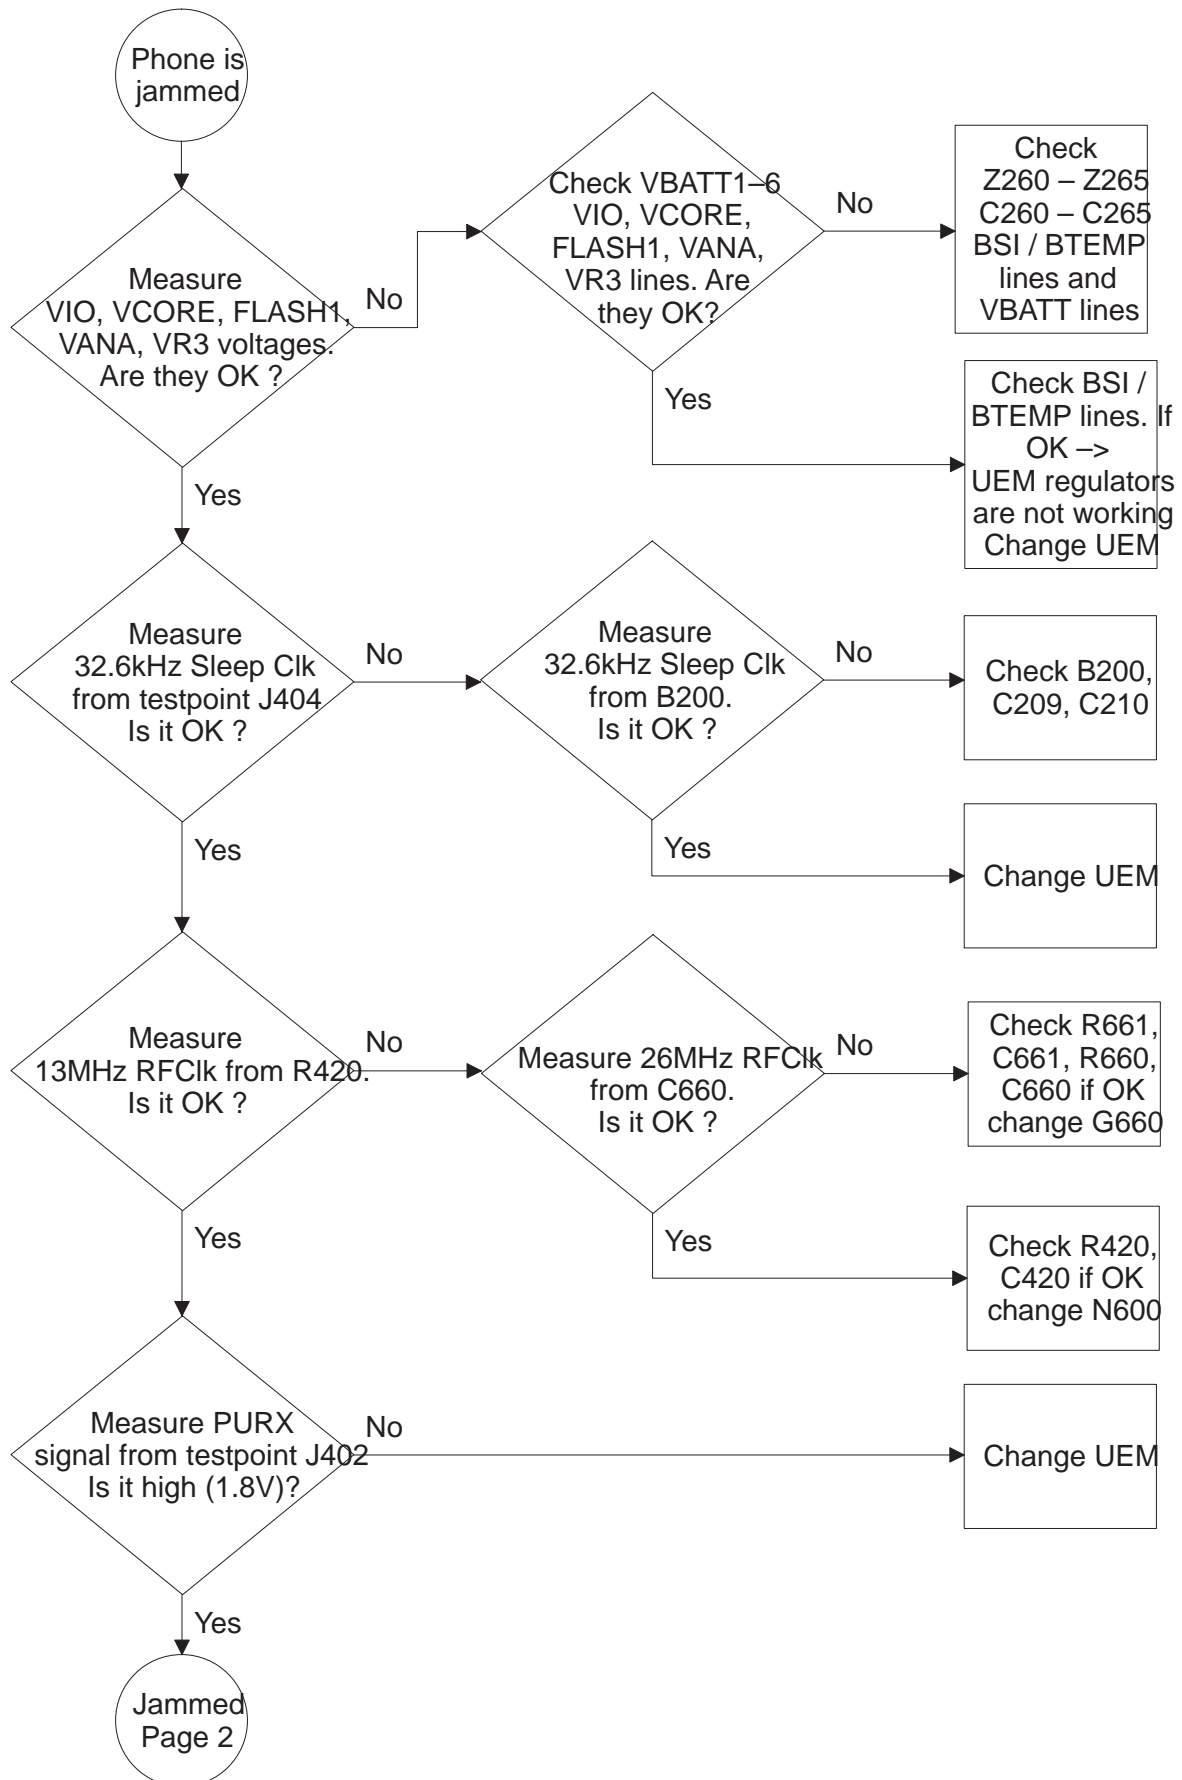 Phone is
jammed
Measure
VIO, VCORE, FLASH1,
VANA, VR3 voltages.
Are they OK ?
No
Check VBATT1–6
VIO, VCORE,
FLASH1, VANA,
VR3 lines. Are
they OK?
No
Check
Z260 – Z265
C260 – C265
BSI / BTEMP
lines and
VBATT lines
Yes
Check BSI /
BTEMP lines. If
OK –>
UEM regulators
are not working
Change UEM
Yes
Measure
32.6kHz Sleep Clk
from testpoint J404
Is it OK ?
No
Measure
32.6kHz Sleep Clk
from B200.
Is it OK ?
No
Check B200,
C209, C210
Yes
Change UEM
Yes
Measure
13MHz RFClk from R420.
Is it OK ?
No
Measure 26MHz RFClk
from C660.
Is it OK ?
No
Check R661,
C661, R660,
C660 if OK
change G660
Yes
Check R420,
C420 if OK
change N600
Yes
Measure PURX
signal from testpoint J402
Is it high (1.8V)?
No
Change UEM
Yes
Jammed
Page 2